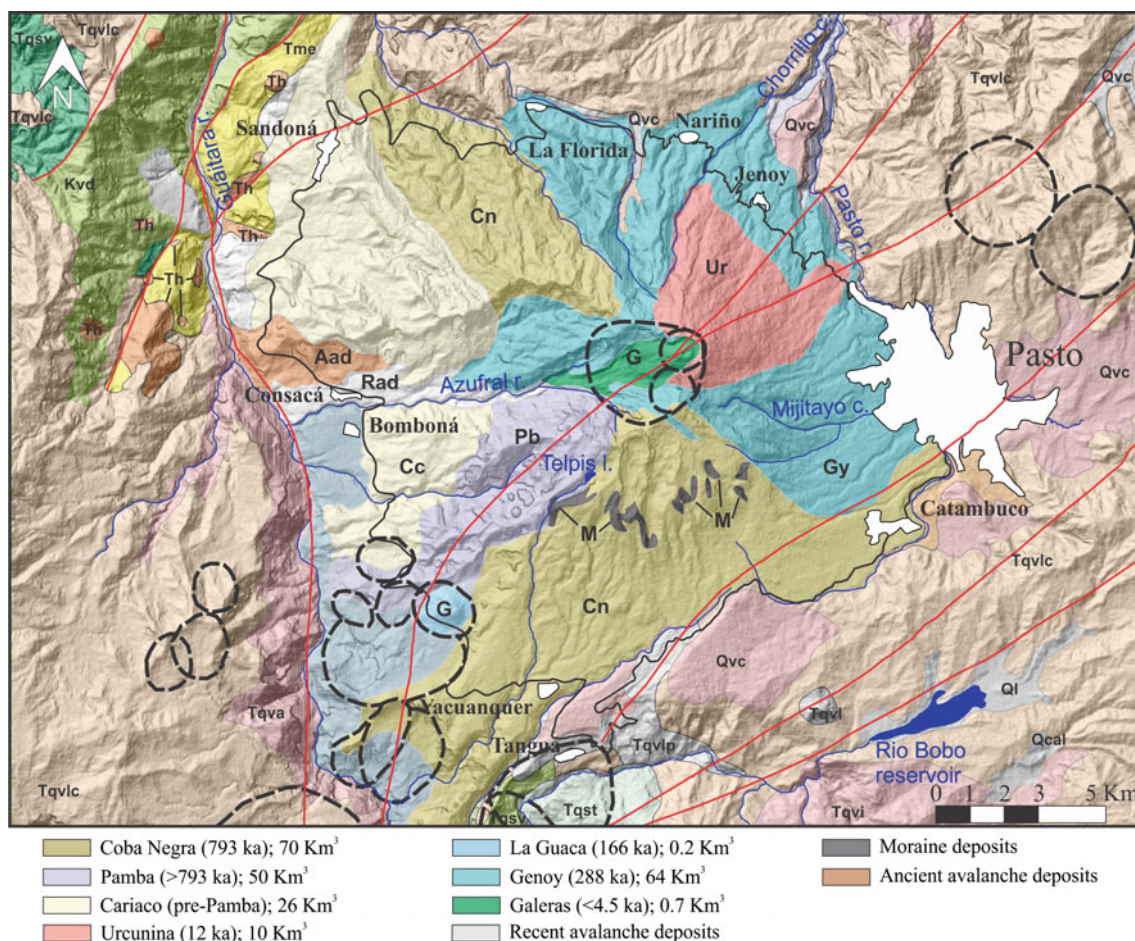 Tqsv
Tqvlc
Tme
Th
Tqvlc
N
Sandoná
Guaitara r.
Kvd
Th
Th
Th
Th
Th
Cn
La Florida
Qvc
Nariño
Jenoy
Chorrillo c.
Qvc
Pasto r.
Tqvlc
Qvc
Ur
G
Pasto
Qvc
Aad
Rad
Azufral r.
Consacá
Bomboná
Cc
Pb
Telpis l.
Mijitayo c.
Gy
M
M
Catambuco
Tqvlc
G
Cn
Qvc
Yacuanquer
Tangua
Tqva
Tqvlp
Tqvl
Ql
Rio Bobo
reservoir
Qcal
Tqvlc
Tqsv
Tqst
Tqvi
0 1 2 3 5 Km
Coba Negra (793 ka); 70 Km³
Pamba (>793 ka); 50 Km³
Cariaco (pre-Pamba); 26 Km³
Urcunina (12 ka); 10 Km³
La Guaca (166 ka); 0.2 Km³
Genoy (288 ka); 64 Km³
Galeras (<4.5 ka); 0.7 Km³
Recent avalanche deposits
Moraine deposits
Ancient avalanche deposits